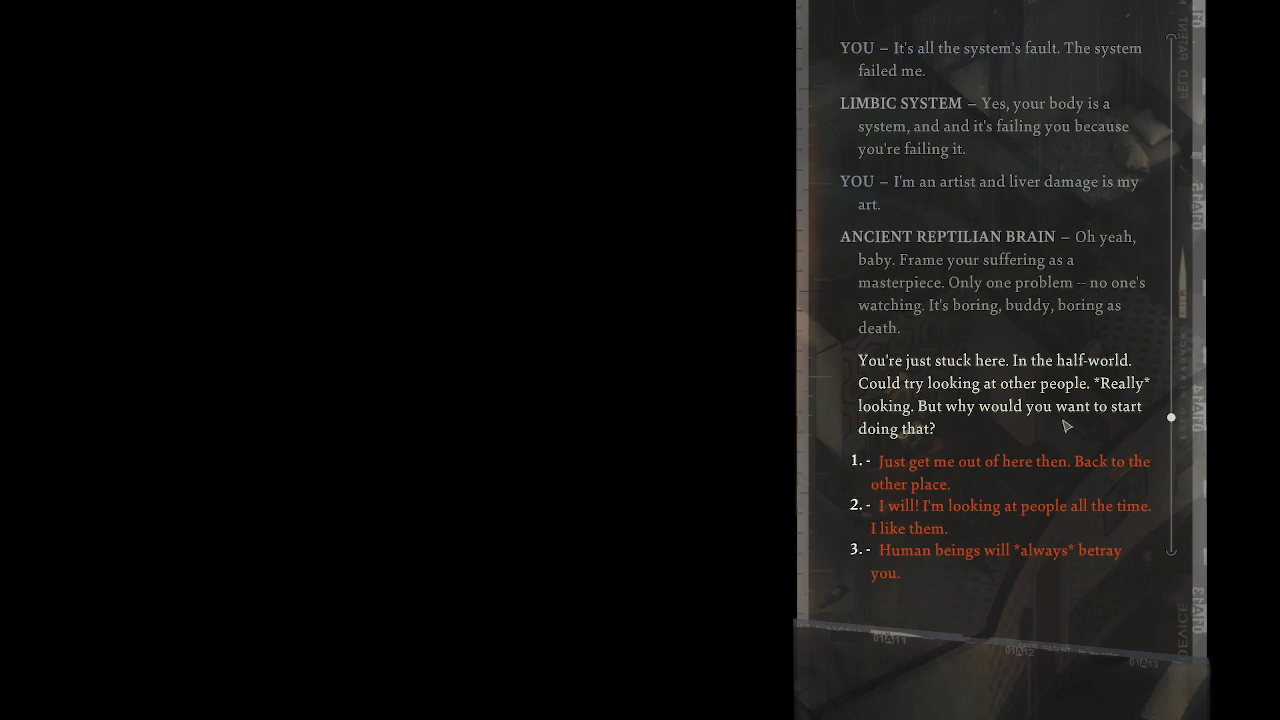 YOU – It's all the system's fault. The system
failed me.
LIMBIC SYSTEM – Yes, your body is a
system, and and it's failing you because
you're failing it.
YOU – I'm an artist and liver damage is my
art.
ANCIENT REPTILIAN BRAIN – Oh yeah,
baby. Frame your suffering as a
masterpiece. Only one problem -- no one's
watching. It's boring, buddy, boring as
death.
You're just stuck here. In the half-world.
Could try looking at other people. *Really*
looking. But why would you want to start
doing that?
1. - Just get me out of here then. Back to the
other place.
2. - I will! I'm looking at people all the time.
I like them.
3. - Human beings will *always* betray
you.
FELD PATENT
DEVICE
01A11
01A12
01A13